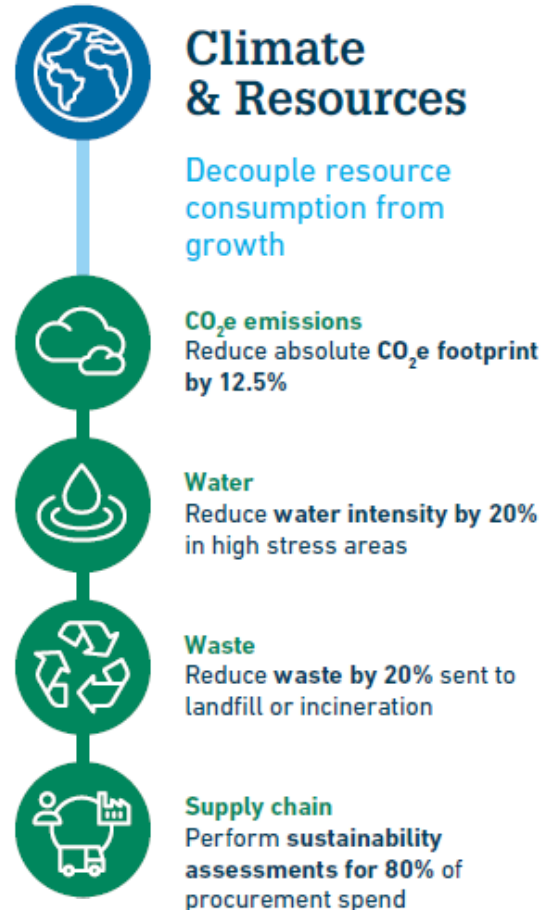 Climate
& Resources
Decouple resource
consumption from
growth
CO₂e emissions
Reduce absolute CO₂e footprint
by 12.5%
Water
Reduce water intensity by 20%
in high stress areas
Waste
Reduce waste by 20% sent to
landfill or incineration
Supply chain
Perform sustainability
assessments for 80% of
procurement spend